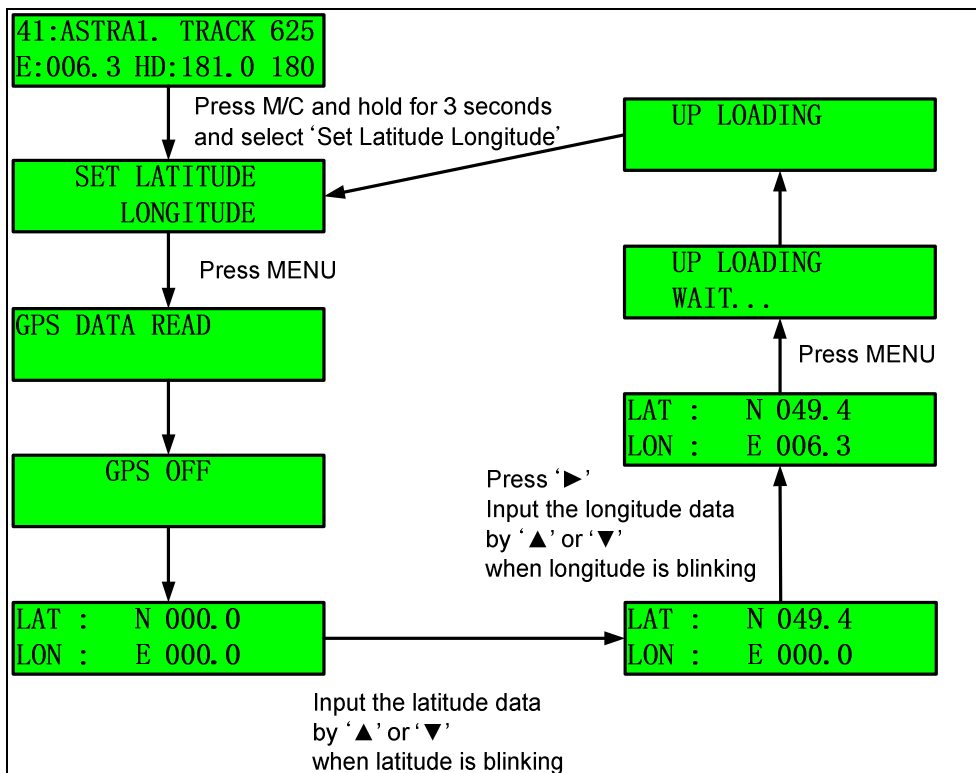 41:ASTRA1. TRACK 625
E:006.3 HD:181.0 180
Press M/C and hold for 3 seconds
and select ‘Set Latitude Longitude’
SET LATITUDE
LONGITUDE
Press MENU
GPS DATA READ
GPS OFF
LAT : N 000.0
LON : E 000.0
Input the latitude data
by ‘▲’ or ‘▼’
when latitude is blinking
LAT : N 049.4
LON : E 000.0
Press ‘►’
Input the longitude data
by ‘▲’ or ‘▼’
when longitude is blinking
LAT : N 049.4
LON : E 006.3
Press MENU
UP LOADING
WAIT...
UP LOADING